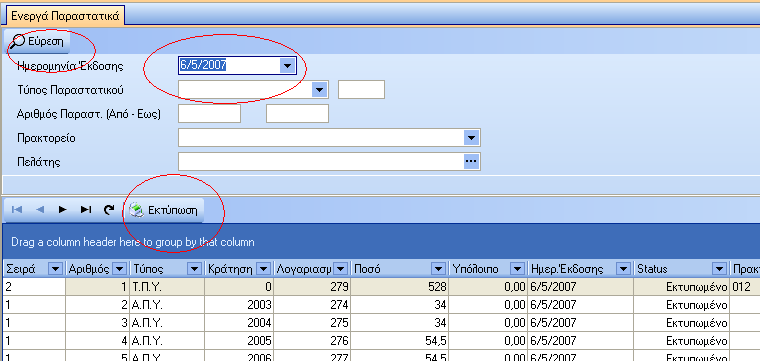 Ενεργά Παραστατικά
Εύρεση
Ημερομηνία Έκδοσης 6/5/2007
Τύπος Παραστατικού
Αριθμός Παραστ. (Από - Εως)
Πρακτορείο
Πελάτης
Εκτύπωση
Drag a column header here to group by that column
Σειρά Αριθμός Τύπος Κράτηση Λογαριασμ Ποσό Υπόλοιπο Ημερ.Έκδοσης Status Πρακτ
2 1 Τ.Π.Υ. 0 279 528 0,00 6/5/2007 Εκτυπωμένο 012
1 2 Α.Π.Υ. 2003 274 34 0,00 6/5/2007 Εκτυπωμένο
1 3 Α.Π.Υ. 2004 275 34 0,00 6/5/2007 Εκτυπωμένο
1 4 Α.Π.Υ. 2005 276 54,5 0,00 6/5/2007 Εκτυπωμένο
1 5 Α.Π.Υ. 2006 277 54,5 0,00 6/5/2007 Εκτυπωμένο